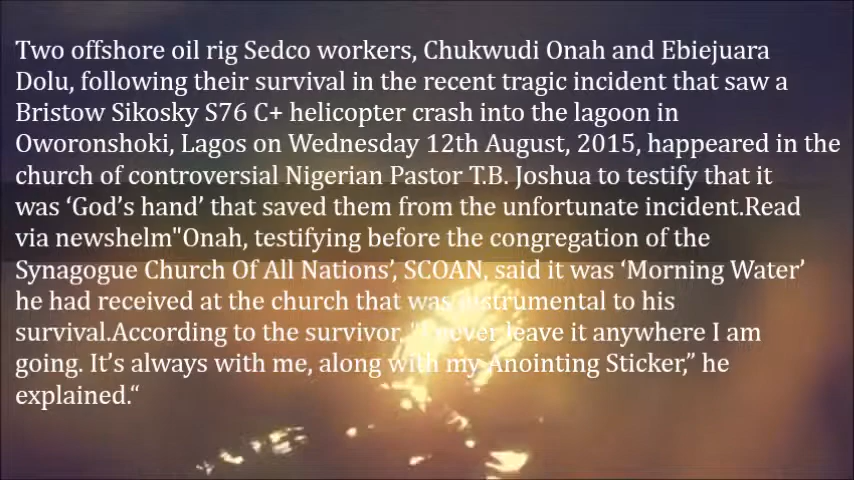 Two offshore oil rig Sedco workers, Chukwudi Onah and Ebiejuara
Dolu, following their survival in the recent tragic incident that saw a
Bristow Sikosky S76 C+ helicopter crash into the lagoon in
Oworonshoki, Lagos on Wednesday 12th August, 2015, happeared in the
church of controversial Nigerian Pastor T.B. Joshua to testify that it
was ‘God’s hand’ that saved them from the unfortunate incident.Read
via newshelm"Onah, testifying before the congregation of the
Synagogue Church Of All Nations’, SCOAN, said it was ‘Morning Water’
he had received at the church that was instrumental to his
survival.According to the survivor, “I never leave it anywhere I am
going. It’s always with me, along with my Anointing Sticker,” he
explained.“